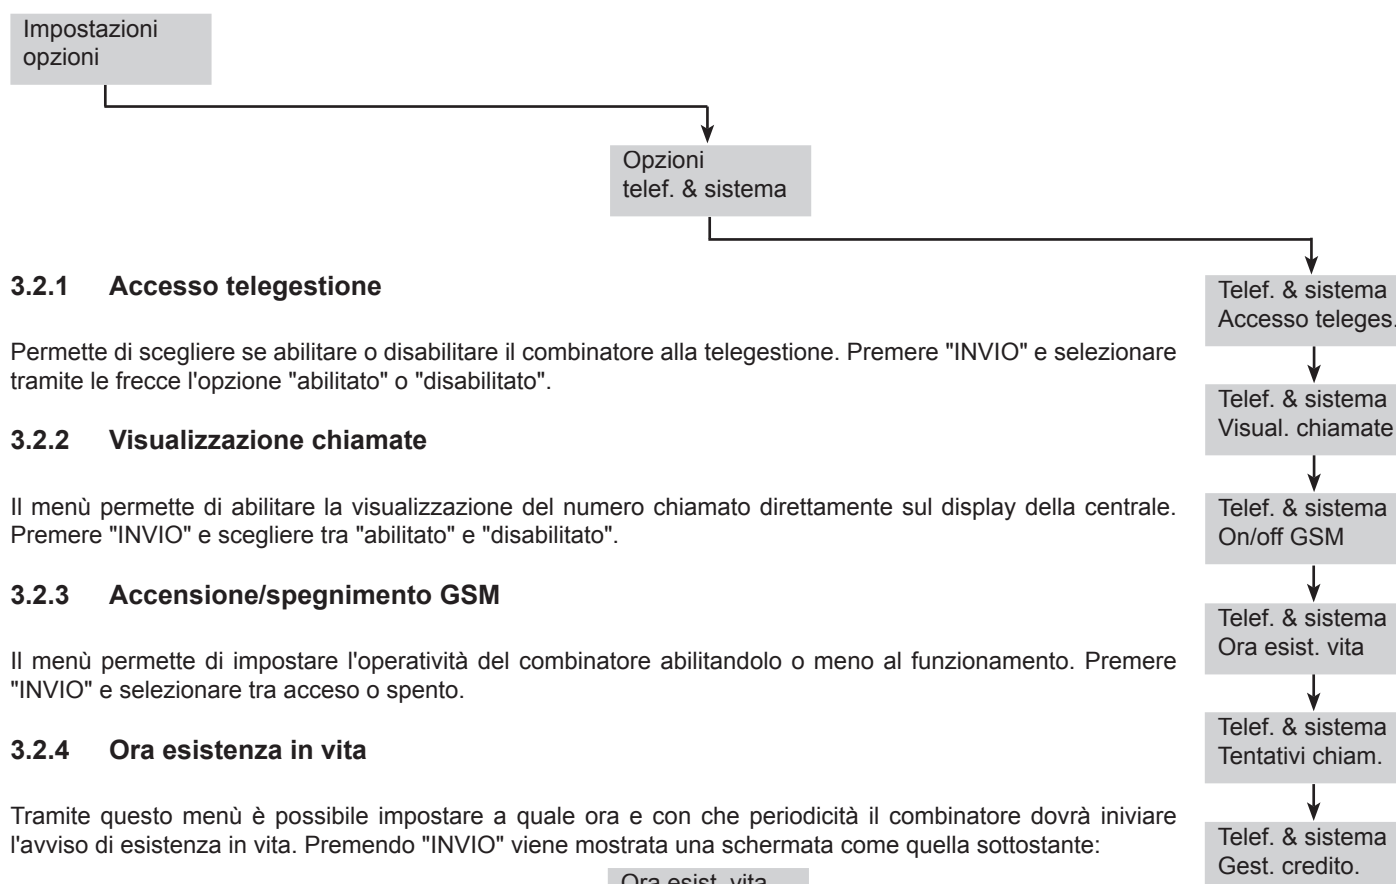 Impostazioni
opzioni
Opzioni
telef. & sistema
3.2.1 Accesso telegestione
Permette di scegliere se abilitare o disabilitare il combinatore alla telegestione. Premere "INVIO" e selezionare
tramite le frecce l'opzione "abilitato" o "disabilitato".
3.2.2 Visualizzazione chiamate
Il menù permette di abilitare la visualizzazione del numero chiamato direttamente sul display della centrale.
Premere "INVIO" e scegliere tra "abilitato" e "disabilitato".
3.2.3 Accensione/spegnimento GSM
Il menù permette di impostare l'operatività del combinatore abilitandolo o meno al funzionamento. Premere
"INVIO" e selezionare tra acceso o spento.
3.2.4 Ora esistenza in vita
Tramite questo menù è possibile impostare a quale ora e con che periodicità il combinatore dovrà iniviare
l'avviso di esistenza in vita. Premendo "INVIO" viene mostrata una schermata come quella sottostante:
Ora esist. vita
Telef. & sistema
Accesso teleges.
Telef. & sistema
Visual. chiamate
Telef. & sistema
On/off GSM
Telef. & sistema
Ora esist. vita
Telef. & sistema
Tentativi chiam.
Telef. & sistema
Gest. credito.